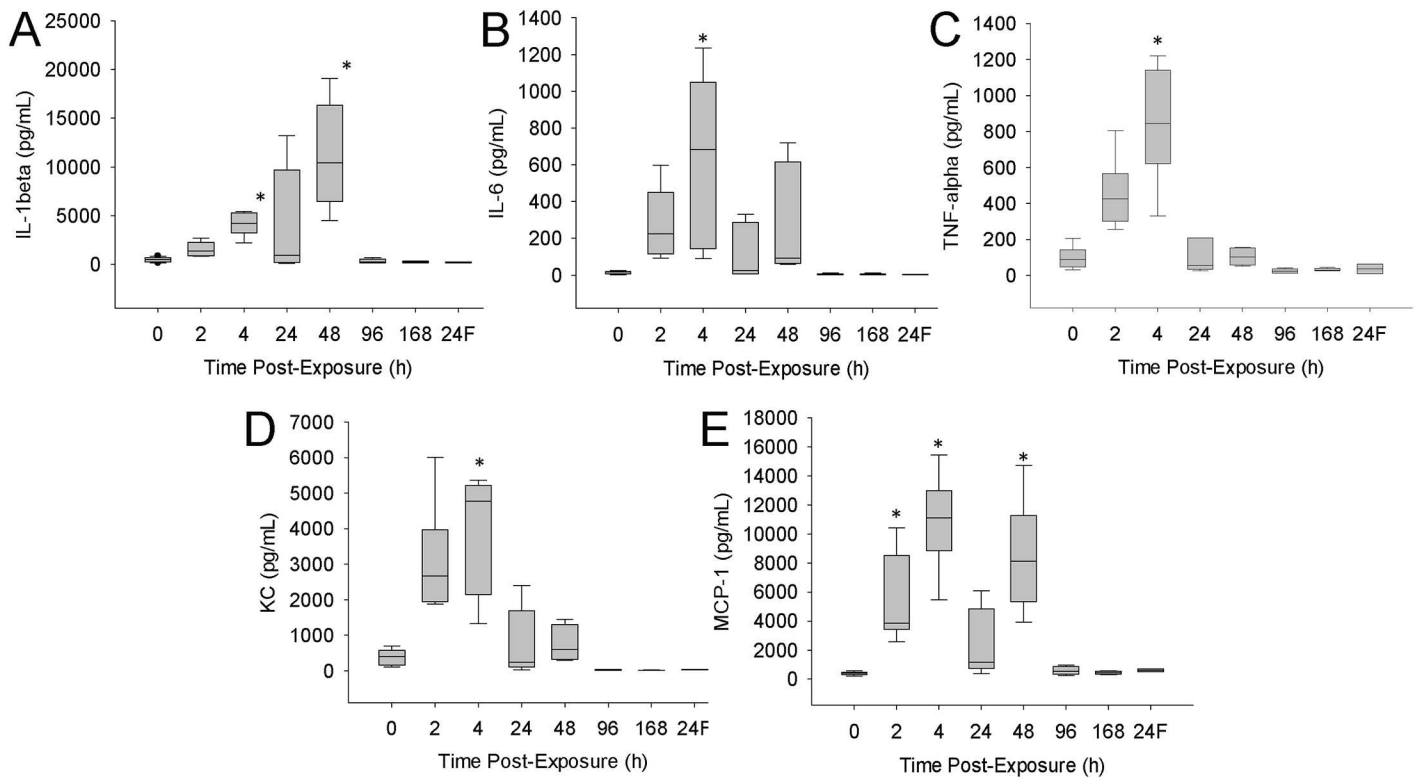 A
IL-1beta (pg/mL)
25000
20000
15000
10000
5000
0
*
*
0 2 4 24 48 96 168 24F
Time Post-Exposure (h)
B
IL-6 (pg/mL)
1400
1200
1000
800
600
400
200
0
*
0 2 4 24 48 96 168 24F
Time Post-Exposure (h)
C
TNF-alpha (pg/mL)
1400
1200
1000
800
600
400
200
0
*
0 2 4 24 48 96 168 24F
Time Post-Exposure (h)
D
KC (pg/mL)
7000
6000
5000
4000
3000
2000
1000
0
*
0 2 4 24 48 96 168 24F
Time Post-Exposure (h)
E
MCP-1 (pg/mL)
18000
16000
14000
12000
10000
8000
6000
4000
2000
0
*
*
*
0 2 4 24 48 96 168 24F
Time Post-Exposure (h)